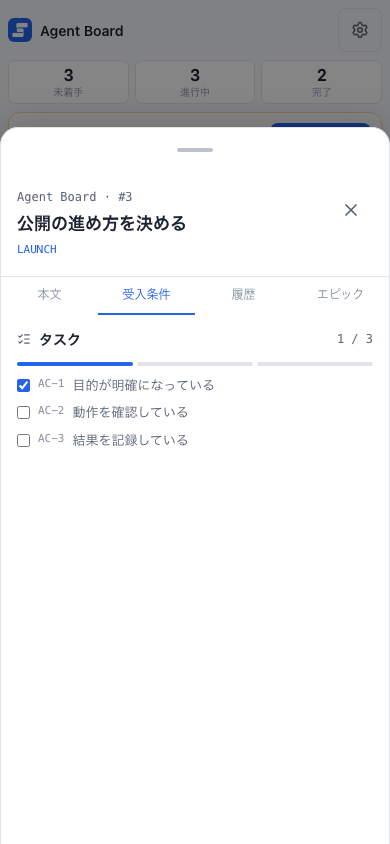 Agent Board
3
未着手
3
進行中
2
完了
Agent Board · #3
公開の進め方を決める
LAUNCH
本文
受入条件
履歴
エピック
タスク
1 / 3
AC-1 目的が明確になっている
AC-2 動作を確認している
AC-3 結果を記録している